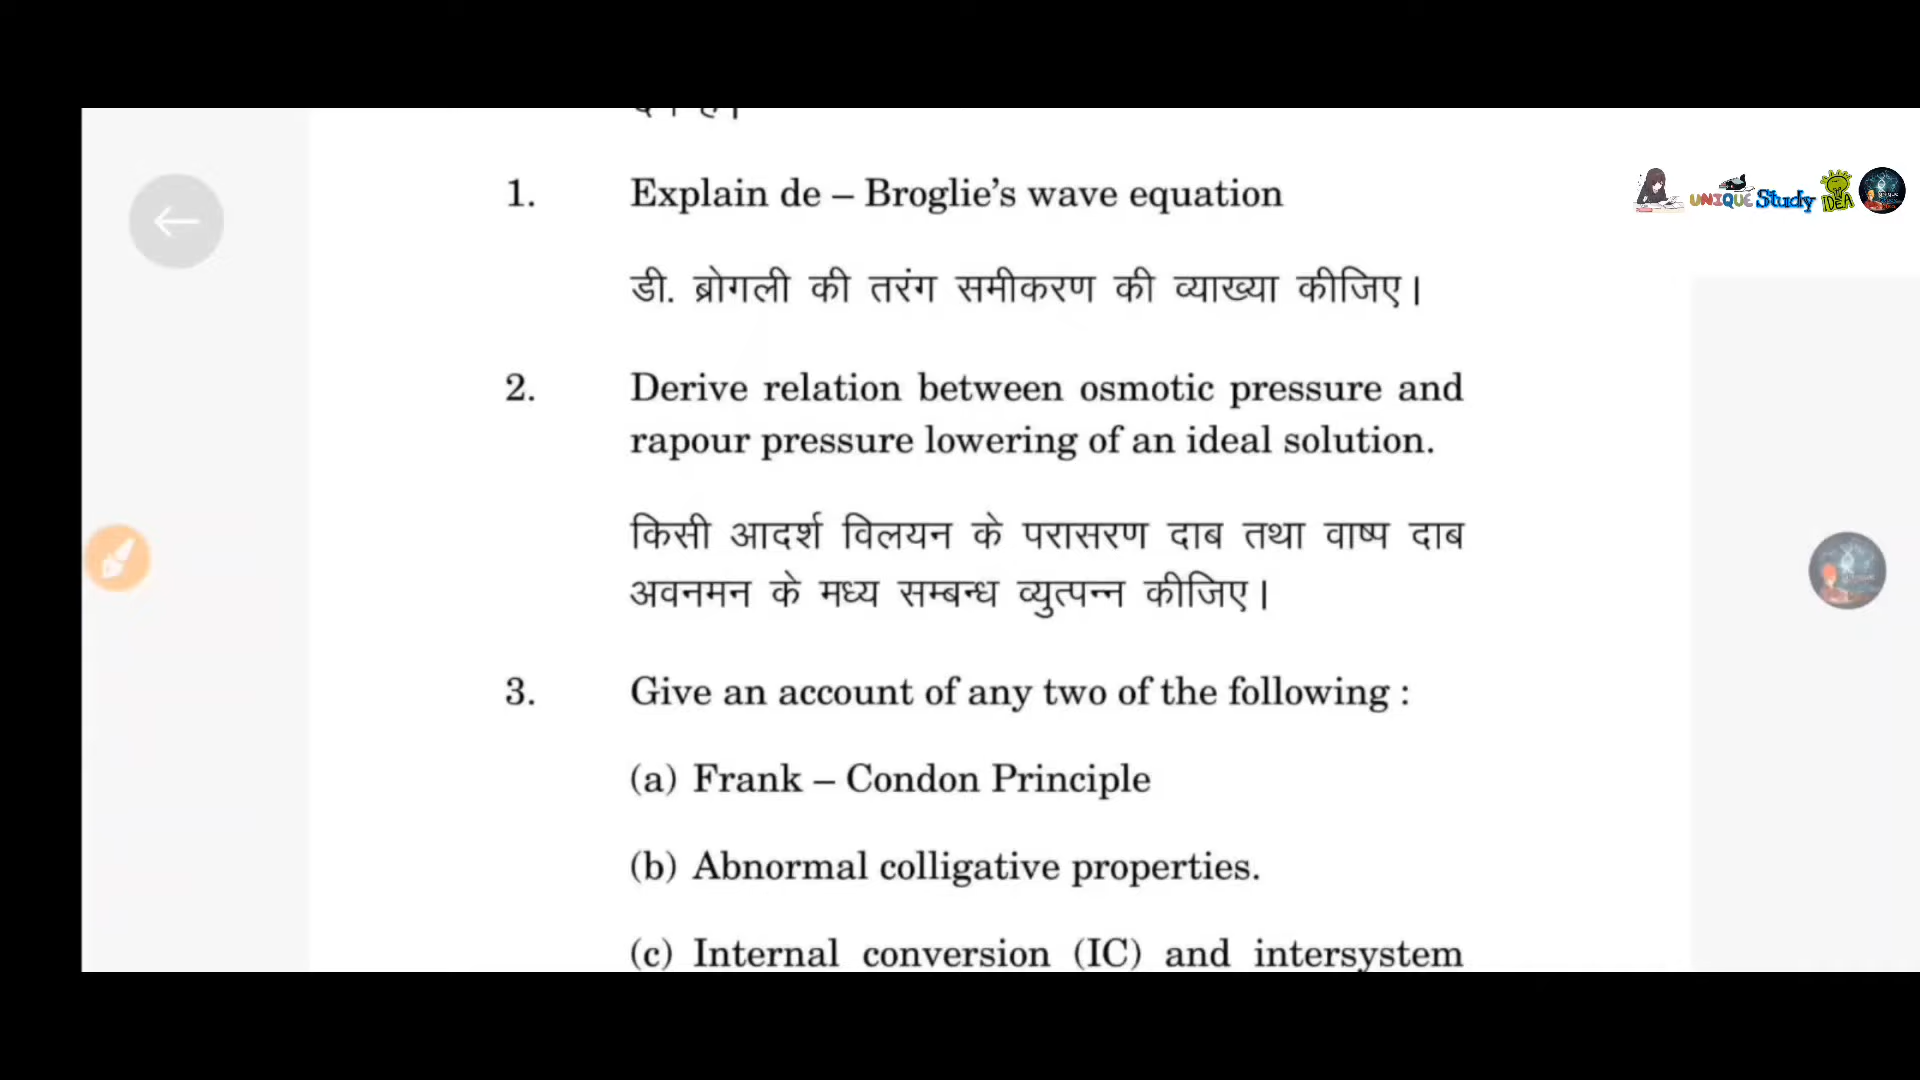 1. Explain de – Broglie's wave equation
डी. ब्रोगली की तरंग समीकरण की व्याख्या कीजिए।
2. Derive relation between osmotic pressure and
rapour pressure lowering of an ideal solution.
किसी आदर्श विलयन के परासरण दाब तथा वाष्प दाब
अवनमन के मध्य सम्बन्ध व्युत्पन्न कीजिए।
3. Give an account of any two of the following :
(a) Frank – Condon Principle
(b) Abnormal colligative properties.
(c) Internal conversion (IC) and intersystem
UNIQUE Study IDEA